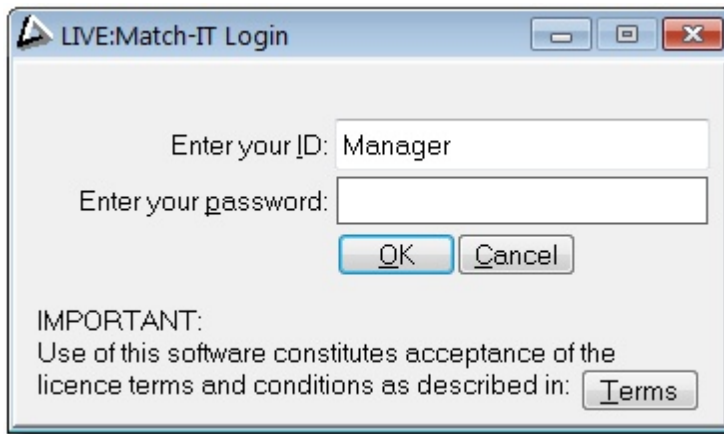 LIVE:Match-IT Login
Enter your ID: Manager
Enter your password:
OK Cancel
IMPORTANT:
Use of this software constitutes acceptance of the
licence terms and conditions as described in: Terms